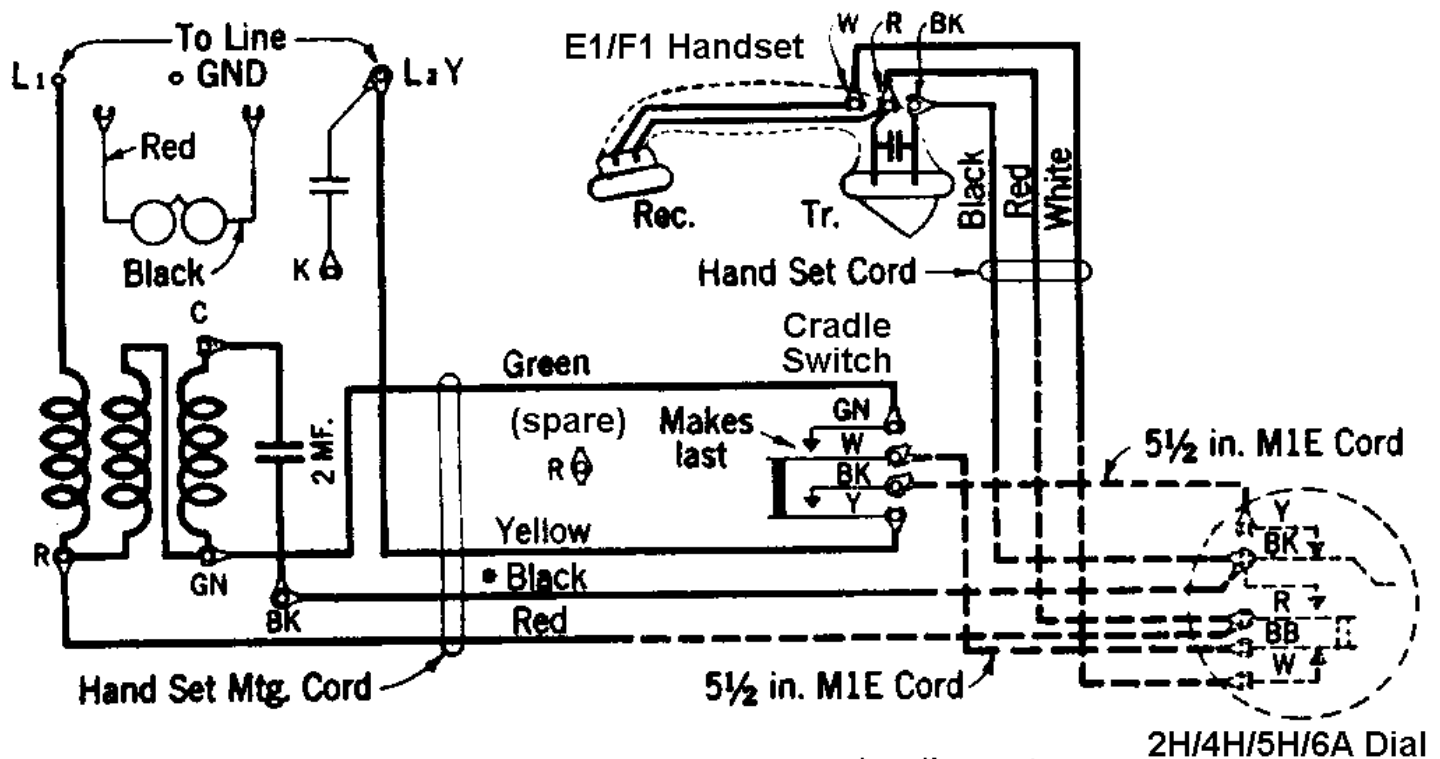 To Line
L1
GND
L2 Y
Red
Black
K
C
E1/F1 Handset
W
R
BK
Rec.
Tr.
Black
Red
White
Hand Set Cord
Cradle
Switch
Green
(spare)
R
Makes
last
GN
W
BK
Y
5½ in. M1E Cord
2 MF.
R
GN
BK
Yellow
• Black
Red
Hand Set Mtg. Cord
5½ in. M1E Cord
Y
BK
R
BB
W
2H/4H/5H/6A Dial